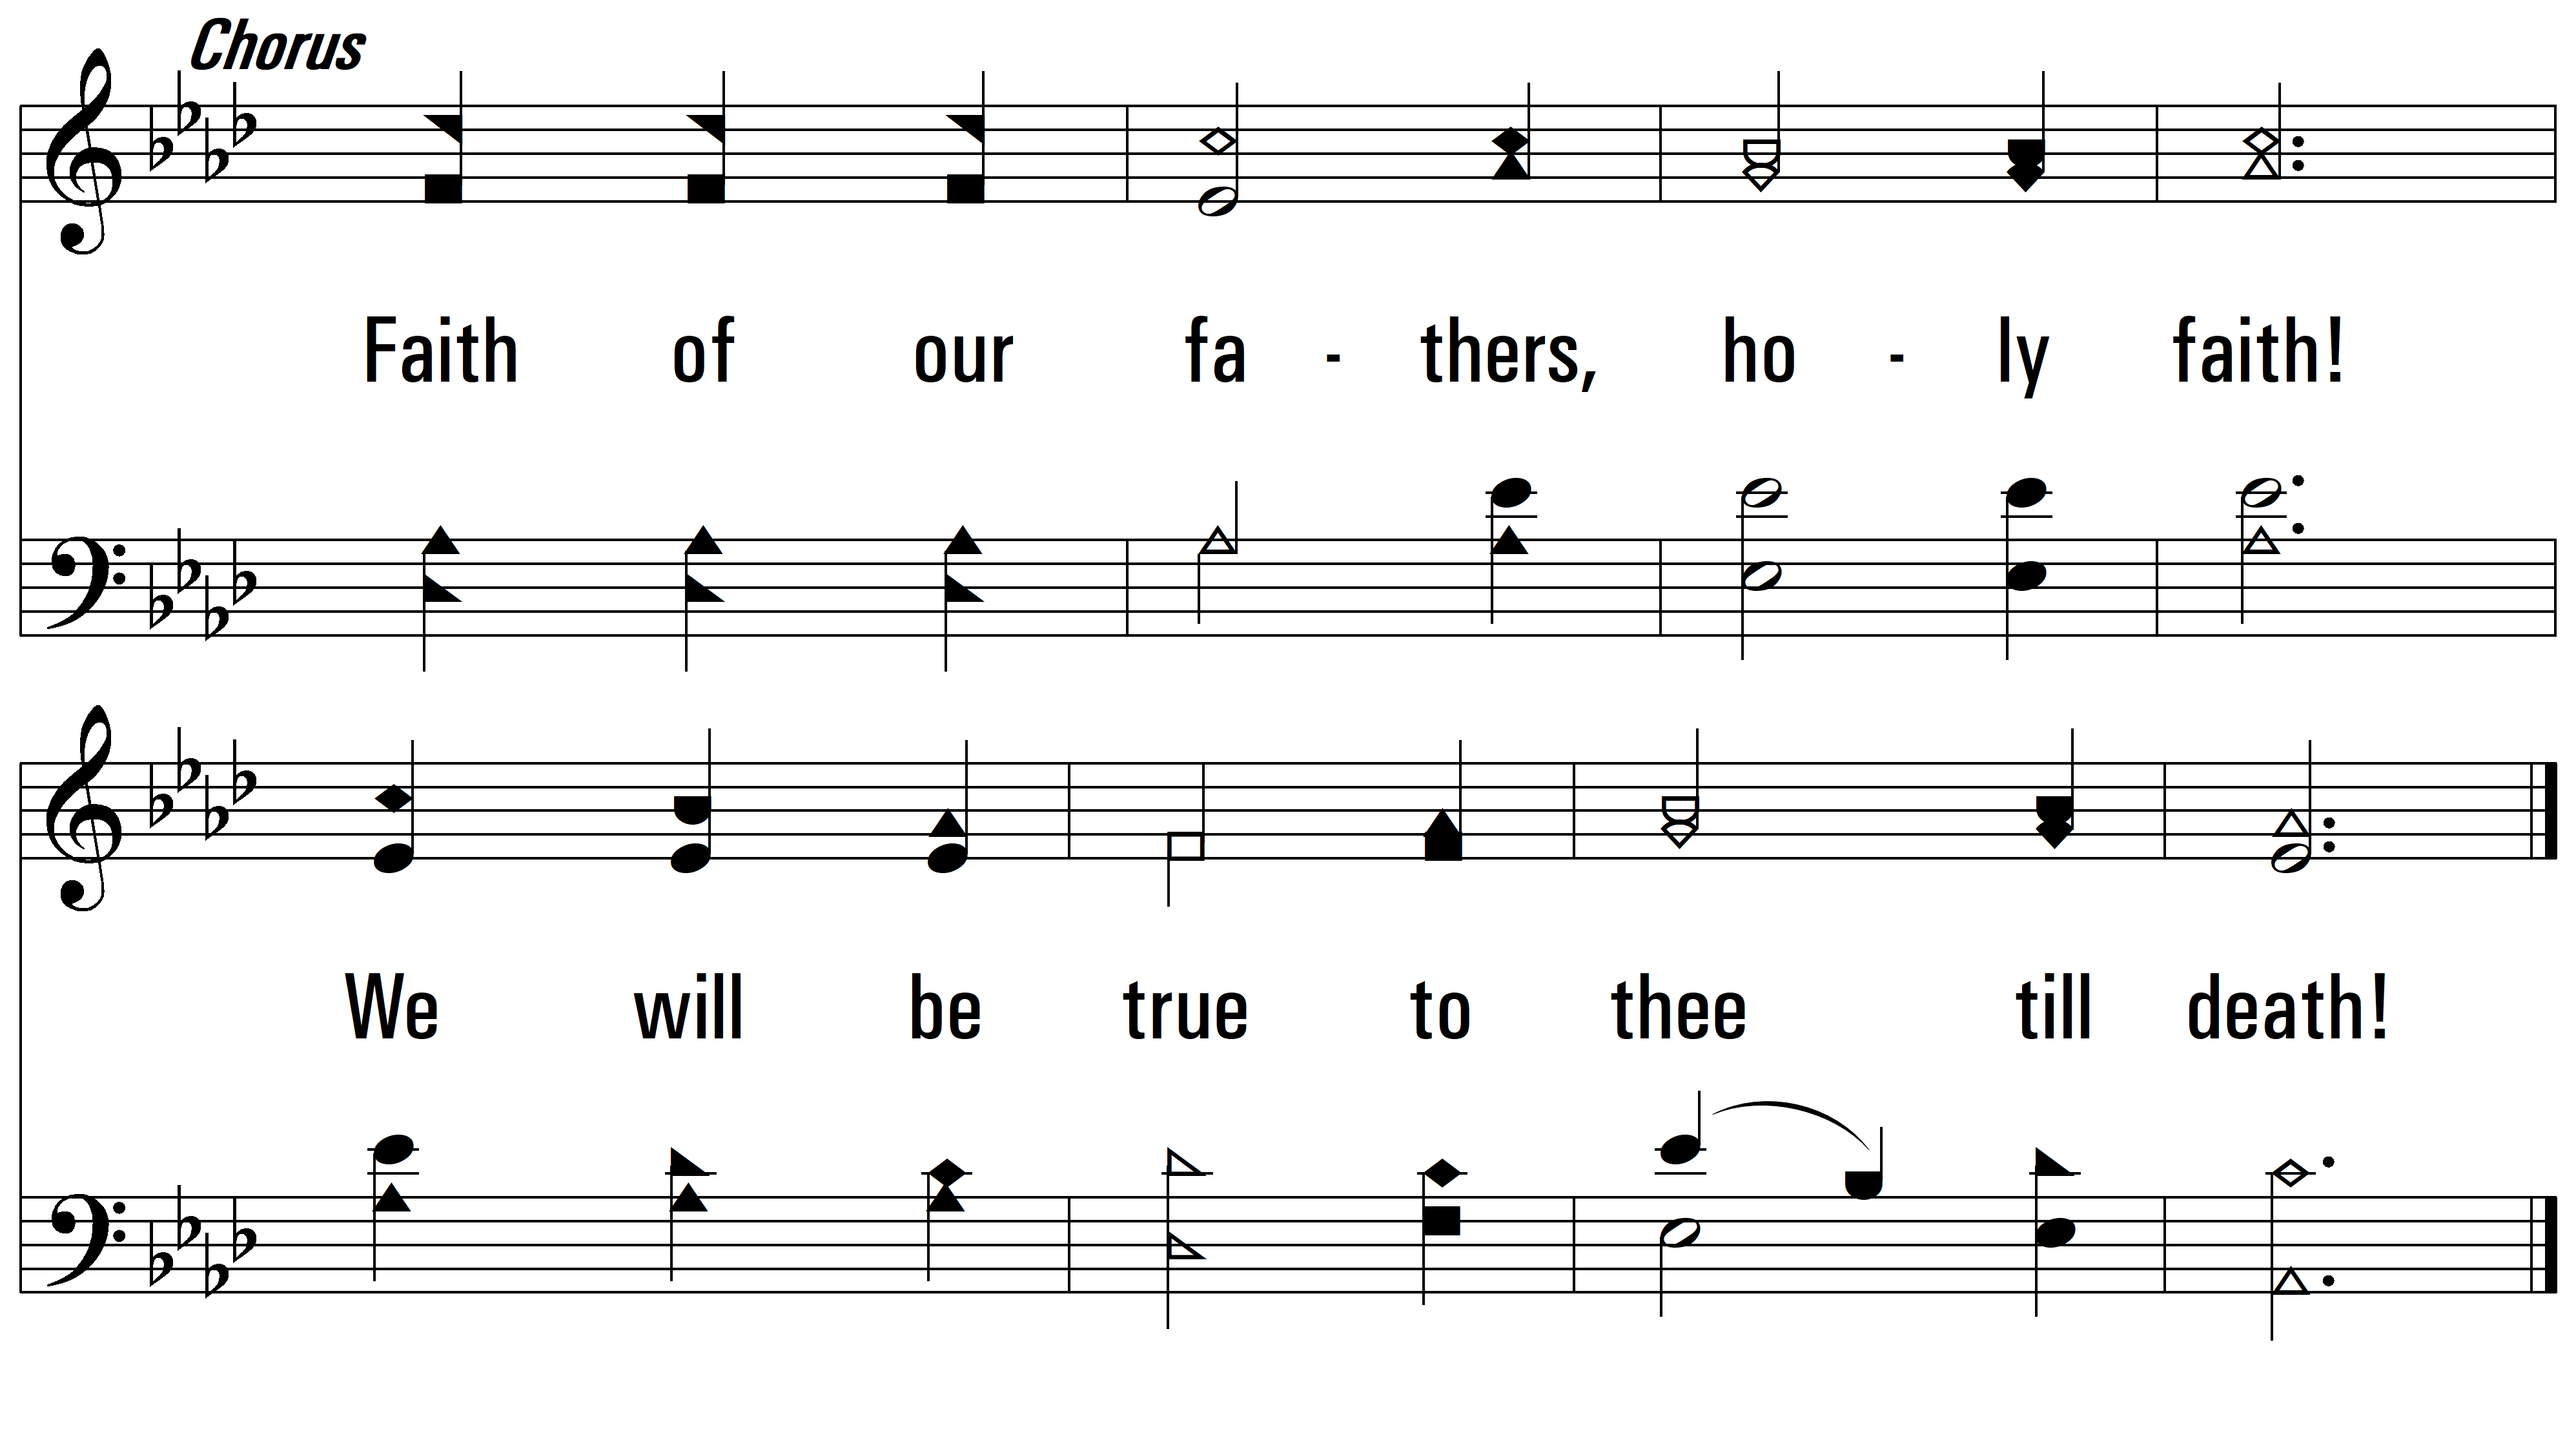 Chorus
Faith of our fa - thers, ho - ly faith!
We will be true to thee till death!